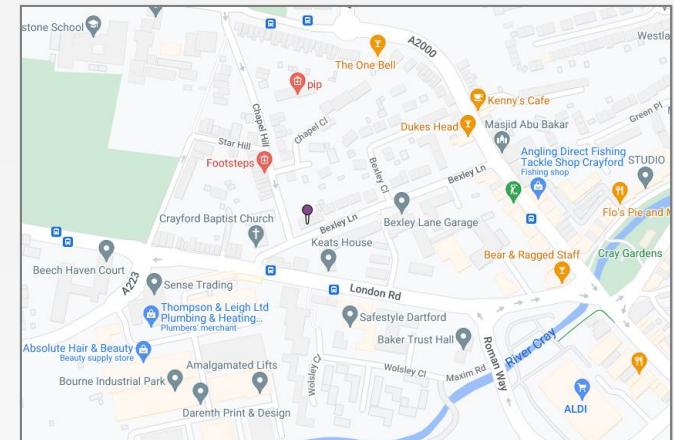 stone School
A2000
Westla
The One Bell
pip
Kenny's Cafe
Green Pl
Chapel Hill
Chapel Cl
Dukes Head
Masjid Abu Bakar
Star Hill
Angling Direct Fishing
Tackle Shop Crayford
Fishing shop
STUDIO
Footsteps
Bexley Cl
Bexley Ln
Flo's Pie and M
Crayford Baptist Church
Bexley Ln
Bexley Lane Garage
Keats House
Bear & Ragged Staff
Cray Gardens
Beech Haven Court
A223
Sense Trading
London Rd
Thompson & Leigh Ltd
Plumbing & Heating...
Plumbers' merchant
Safestyle Dartford
Baker Trust Hall
Roman Way
River Cray
Absolute Hair & Beauty
Beauty supply store
Amalgamated Lifts
Bourne Industrial Park
Wolsley Cl
Wolsley Cl
Maxim Rd
Darenth Print & Design
ALDI